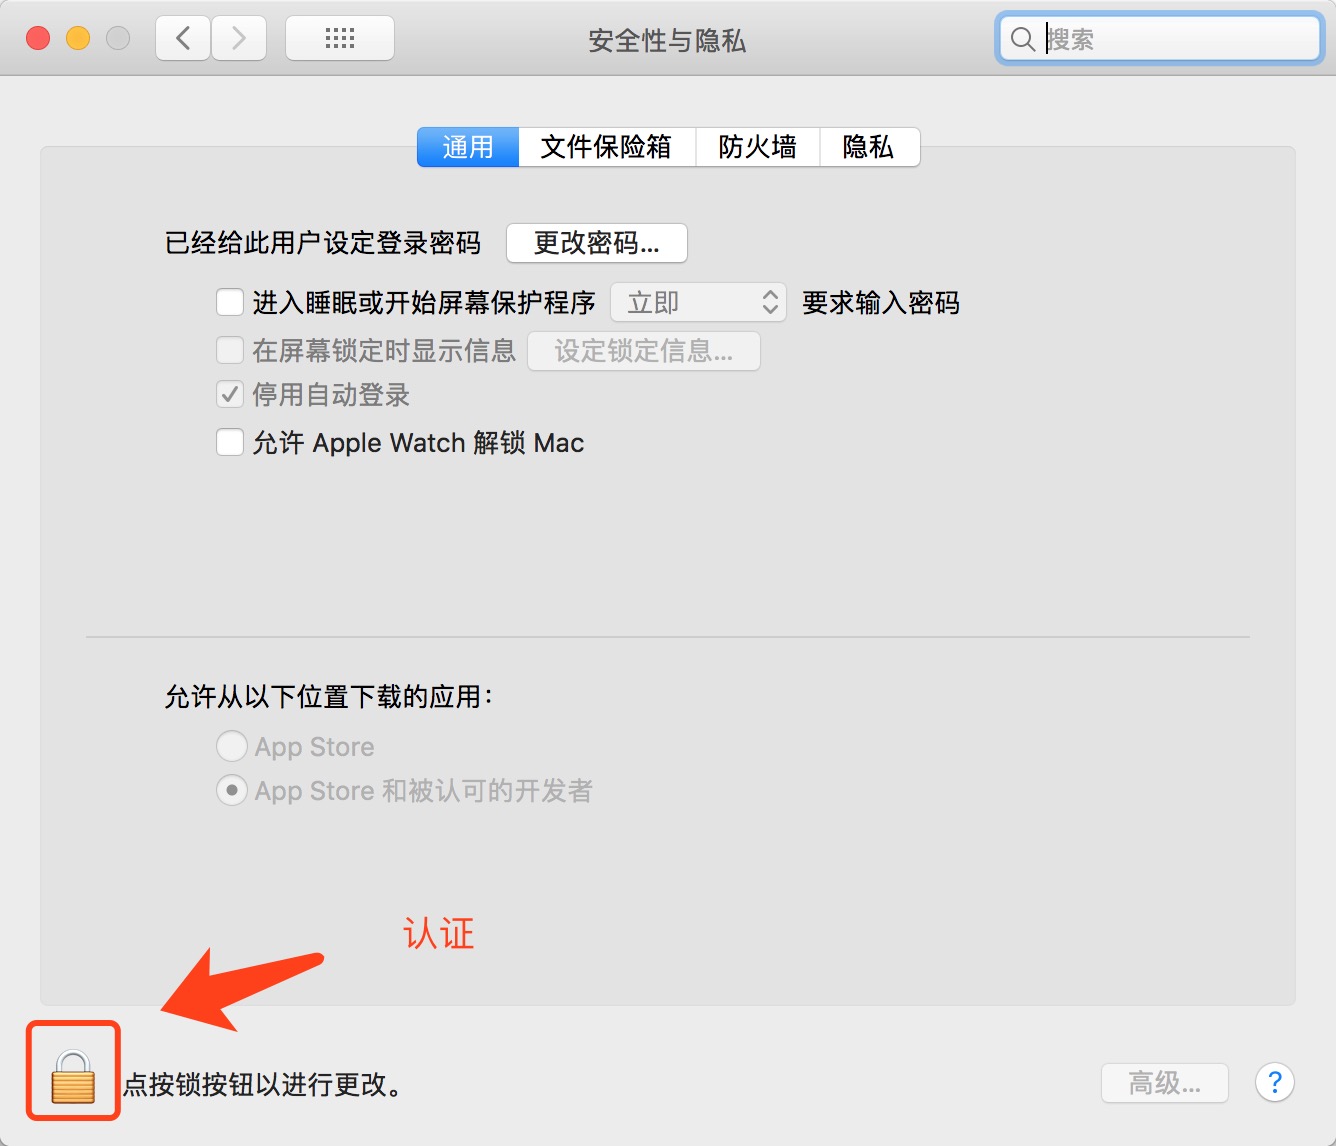 安全性与隐私
搜索
通用 文件保险箱 防火墙 隐私
已经给此用户设定登录密码 更改密码...
进入睡眠或开始屏幕保护程序 立即 要求输入密码
在屏幕锁定时显示信息 设定锁定信息...
停用自动登录
允许 Apple Watch 解锁 Mac
允许从以下位置下载的应用：
App Store
App Store 和被认可的开发者
认证
点按锁按钮以进行更改。
高级... ?